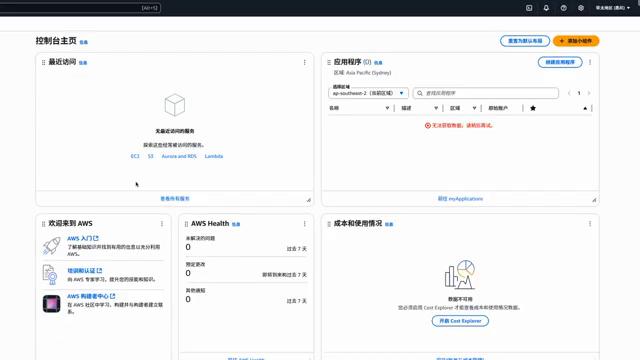 [Alt+S]
亚太地区 (悉尼)
控制台主页 信息
重置为默认布局
+ 添加小组件
最近访问 信息
无最近访问的服务
探索这些经常被访问的服务。
EC2 S3 Aurora and RDS Lambda
查看所有服务
应用程序 (0) 信息
创建应用程序
区域: Asia Pacific (Sydney)
选择区域
ap-southeast-2 (当前区域)
查找应用程序
1
名称 描述 区域 原始账户
无法获取数据。请稍后再试。
前往 myApplications
欢迎来到 AWS
AWS 入门
了解基础知识并找到有用的信息以充分利用 AWS。
培训和认证
向 AWS 专家学习，提升您的技能和知识。
AWS 构建者中心
在 AWS 社区中学习、构建并与构建者建立联系。
AWS Health 信息
未解决的问题
0 过去 7 天
预定更改
0 即将到来和过去 7 天
其他通知
0 过去 7 天
前往 AWS Health
成本和使用情况 信息
数据不可用
您必须启用 Cost Explorer 才能查看成本和使用情况数据。
开启 Cost Explorer